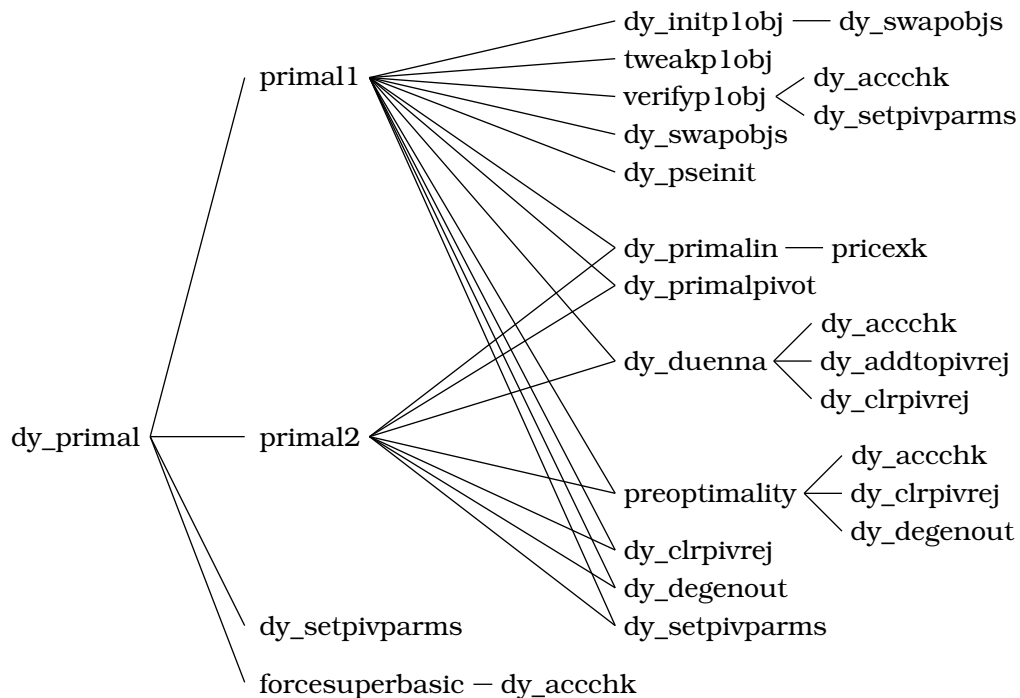 dy_initp1obj dy_swapobjs
primal1 tweakp1obj
dy_accchk
verifyp1obj
dy_setpivparms
dy_swapobjs
dy_pseinit
dy_primalin pricexk
dy_primalpivot
dy_accchk
dy_duenna dy_addtopivrej
dy_clrpivrej
dy_primal primal2
dy_accchk
preoptimality dy_clrpivrej
dy_degenout
dy_clrpivrej
dy_degenout
dy_setpivparms dy_setpivparms
forcesuperbasic dy_accchk